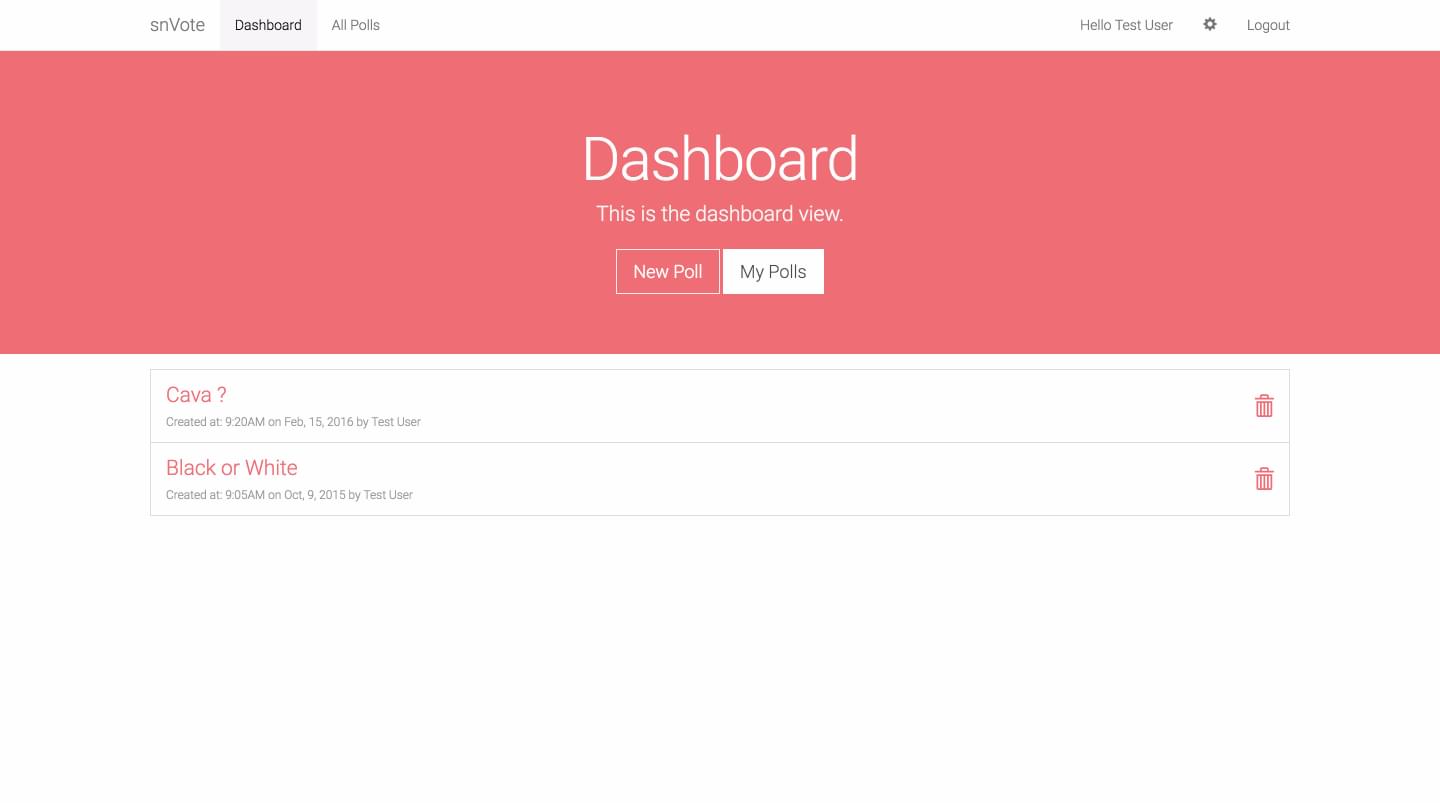 snVote Dashboard All Polls Hello Test User Logout
Dashboard
This is the dashboard view.
New Poll My Polls
Cava ?
Created at: 9:20AM on Feb, 15, 2016 by Test User
Black or White
Created at: 9:05AM on Oct, 9, 2015 by Test User